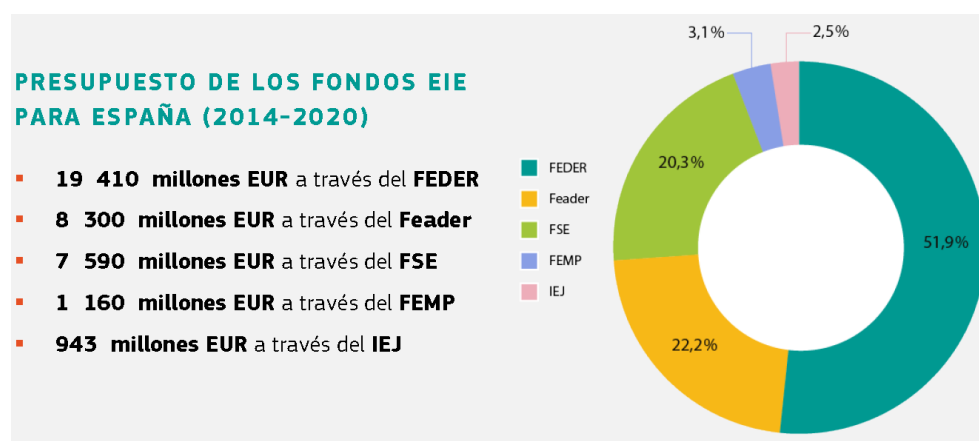 PRESUPUESTO DE LOS FONDOS EIE
PARA ESPAÑA (2014-2020)
▪ 19 410 millones EUR a través del FEDER
▪ 8 300 millones EUR a través del Feader
▪ 7 590 millones EUR a través del FSE
▪ 1 160 millones EUR a través del FEMP
▪ 943 millones EUR a través del IEJ
FEDER
Feader
FSE
FEMP
IEJ
3,1%
2,5%
20,3%
51,9%
22,2%